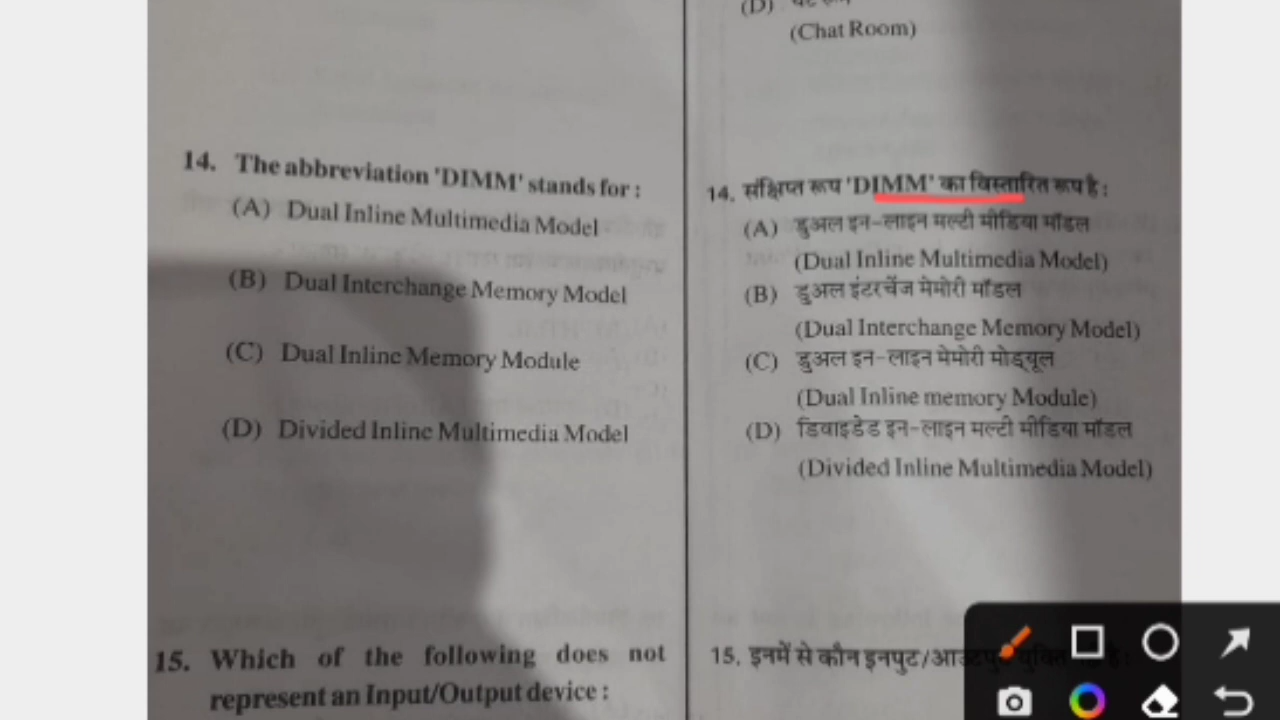 14. The abbreviation 'DIMM' stands for :
(A) Dual Inline Multimedia Model
(B) Dual Interchange Memory Model
(C) Dual Inline Memory Module
(D) Divided Inline Multimedia Model
15. Which of the following does not
represent an Input/Output device :
(D)
(Chat Room)
14. संक्षिप्त रूप 'DIMM' का विस्तारित रूप है :
(A) डुअल इन-लाइन मल्टी मीडिया मॉडल
(Dual Inline Multimedia Model)
(B) डुअल इंटरचेंज मेमोरी मॉडल
(Dual Interchange Memory Model)
(C) डुअल इन-लाइन मेमोरी मोड्यूल
(Dual Inline memory Module)
(D) डिवाइडेड इन-लाइन मल्टी मीडिया मॉडल
(Divided Inline Multimedia Model)
15. इनमें से कौन इनपुट/आउटपुट